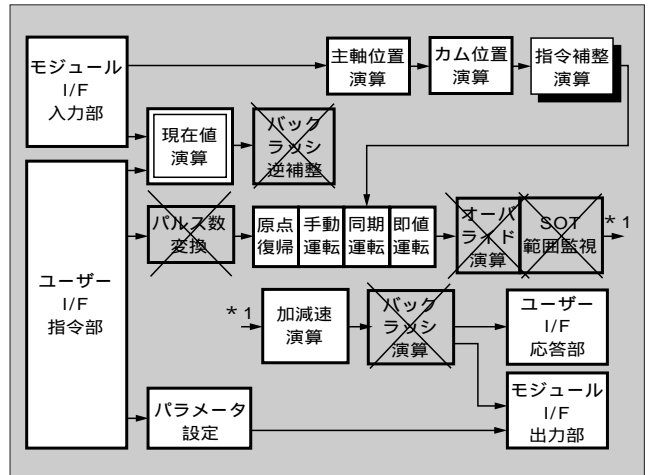 モジュール
I/F
入力部
主軸位置
演算
カム位置
演算
指令補整
演算
現在値
演算
バック
ラッシ
逆補整
ユーザー
I/F
指令部
パルス数
変換
原点
復帰
手動
運転
同期
運転
即値
運転
オーバ
ライド
演算
SOT
範囲監視
*1
*1
加減速
演算
バック
ラッシ
演算
ユーザー
I/F
応答部
パラメータ
設定
モジュール
I/F
出力部